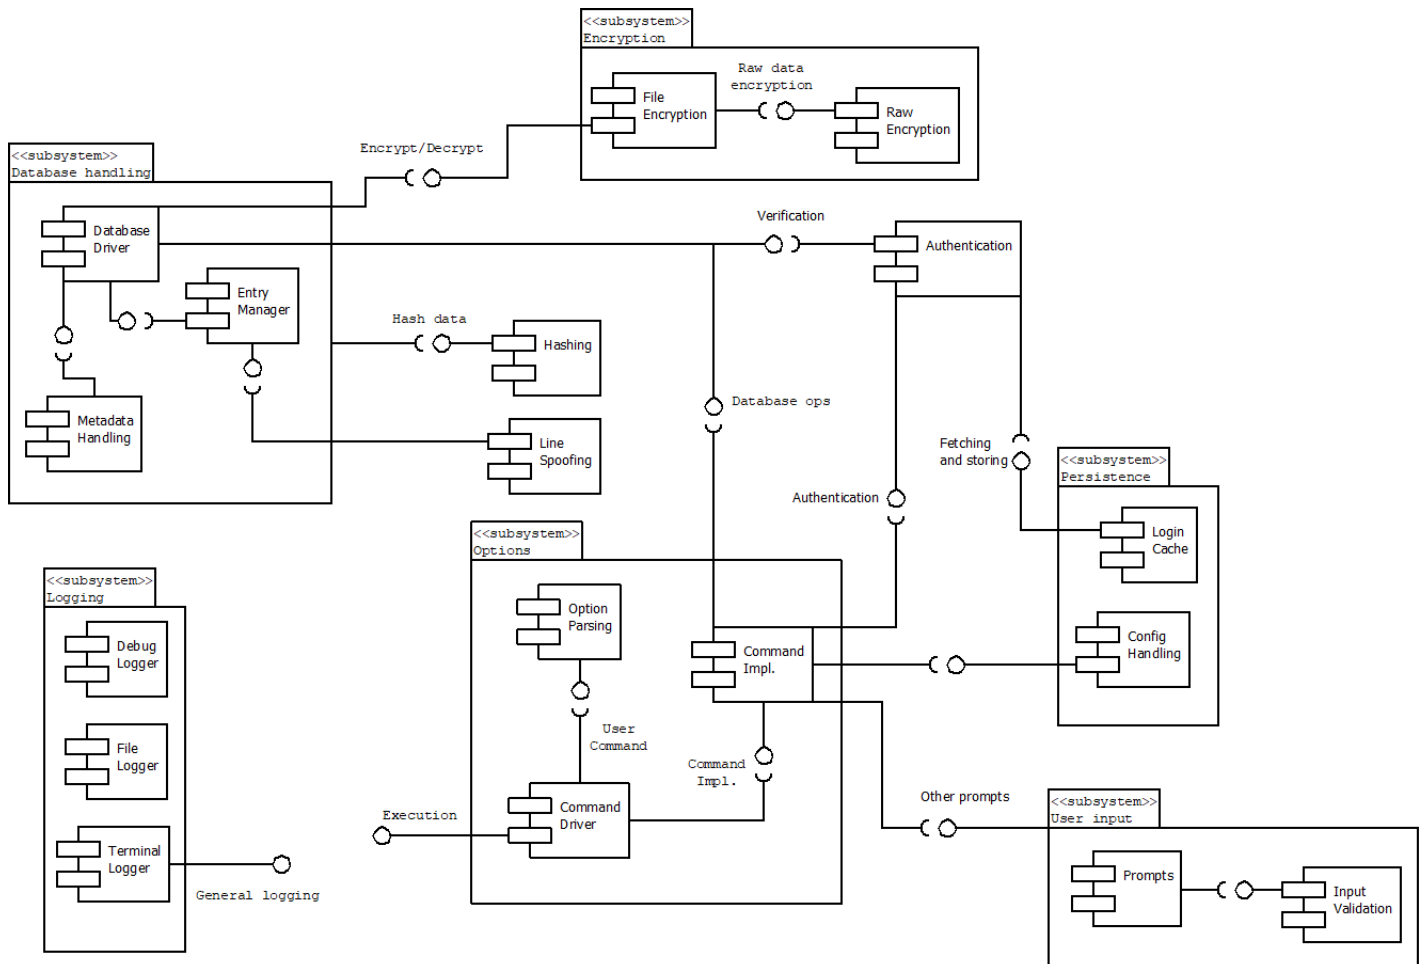 <<subsystem>>
Encryption
Raw data
encryption
File
Encryption
Raw
Encryption
Encrypt/Decrypt
<<subsystem>>
Database handling
Database
Driver
Verification
Authentication
Entry
Manager
Hash data
Hashing
Metadata
Handling
Database ops
Line
Spoofing
Fetching
and storing
<<subsystem>>
Persistence
Authentication
Login
Cache
<<subsystem>>
Options
<<subsystem>>
Logging
Option
Parsing
Debug
Logger
Command
Impl.
Config
Handling
User
Command
File
Logger
Command
Impl.
Execution
Command
Driver
Other prompts
<<subsystem>>
User input
Terminal
Logger
General logging
Prompts
Input
Validation